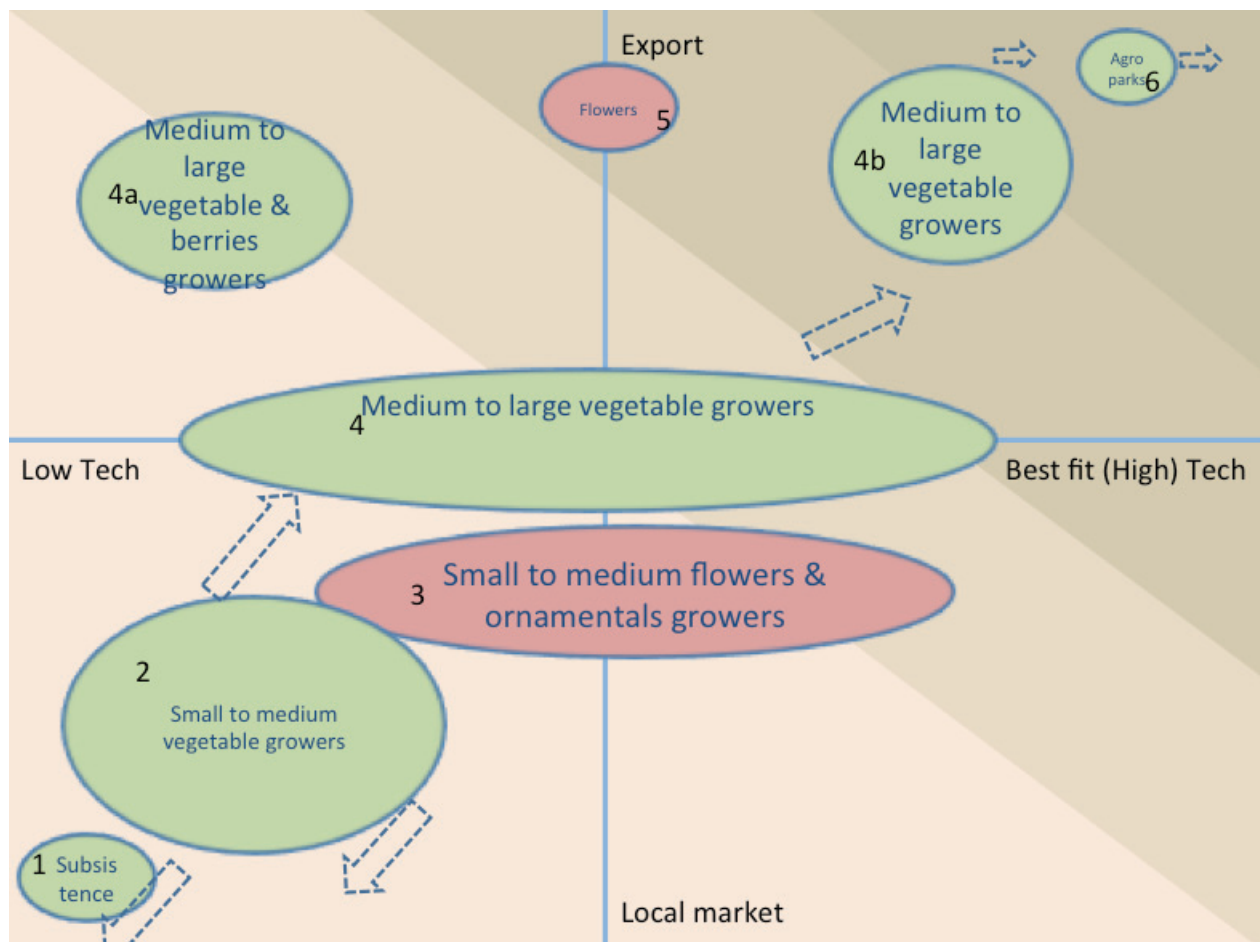 Export
Agro
parks
6
Flowers
5
Medium to
large
vegetable &
berries
growers
4a
Medium to
large
vegetable
growers
4b
Medium to large vegetable growers
4
Low Tech
Best fit (High) Tech
Small to medium flowers &
ornamentals growers
3
2
Small to medium
vegetable growers
1
Subsis
tence
Local market